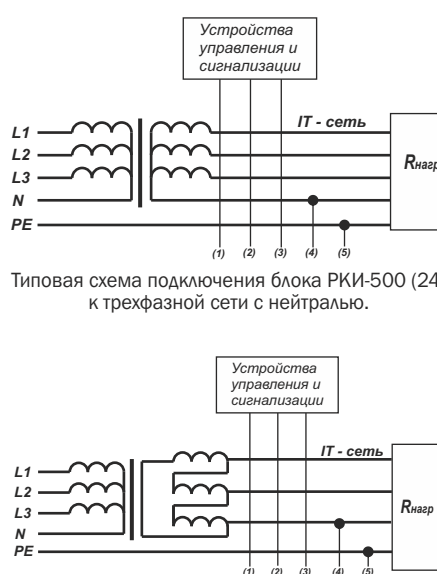 Устройства
управления и
сигнализации
IT - сеть
L1
L2
L3
N
PE
Rнагр
(1) (2) (3) (4) (5)
Типовая схема подключения блока РКИ-500 (24
к трехфазной сети с нейтралью.
Устройства
управления и
сигнализации
IT - сеть
L1
L2
L3
N
PE
Rнагр
(1) (2) (3) (4) (5)